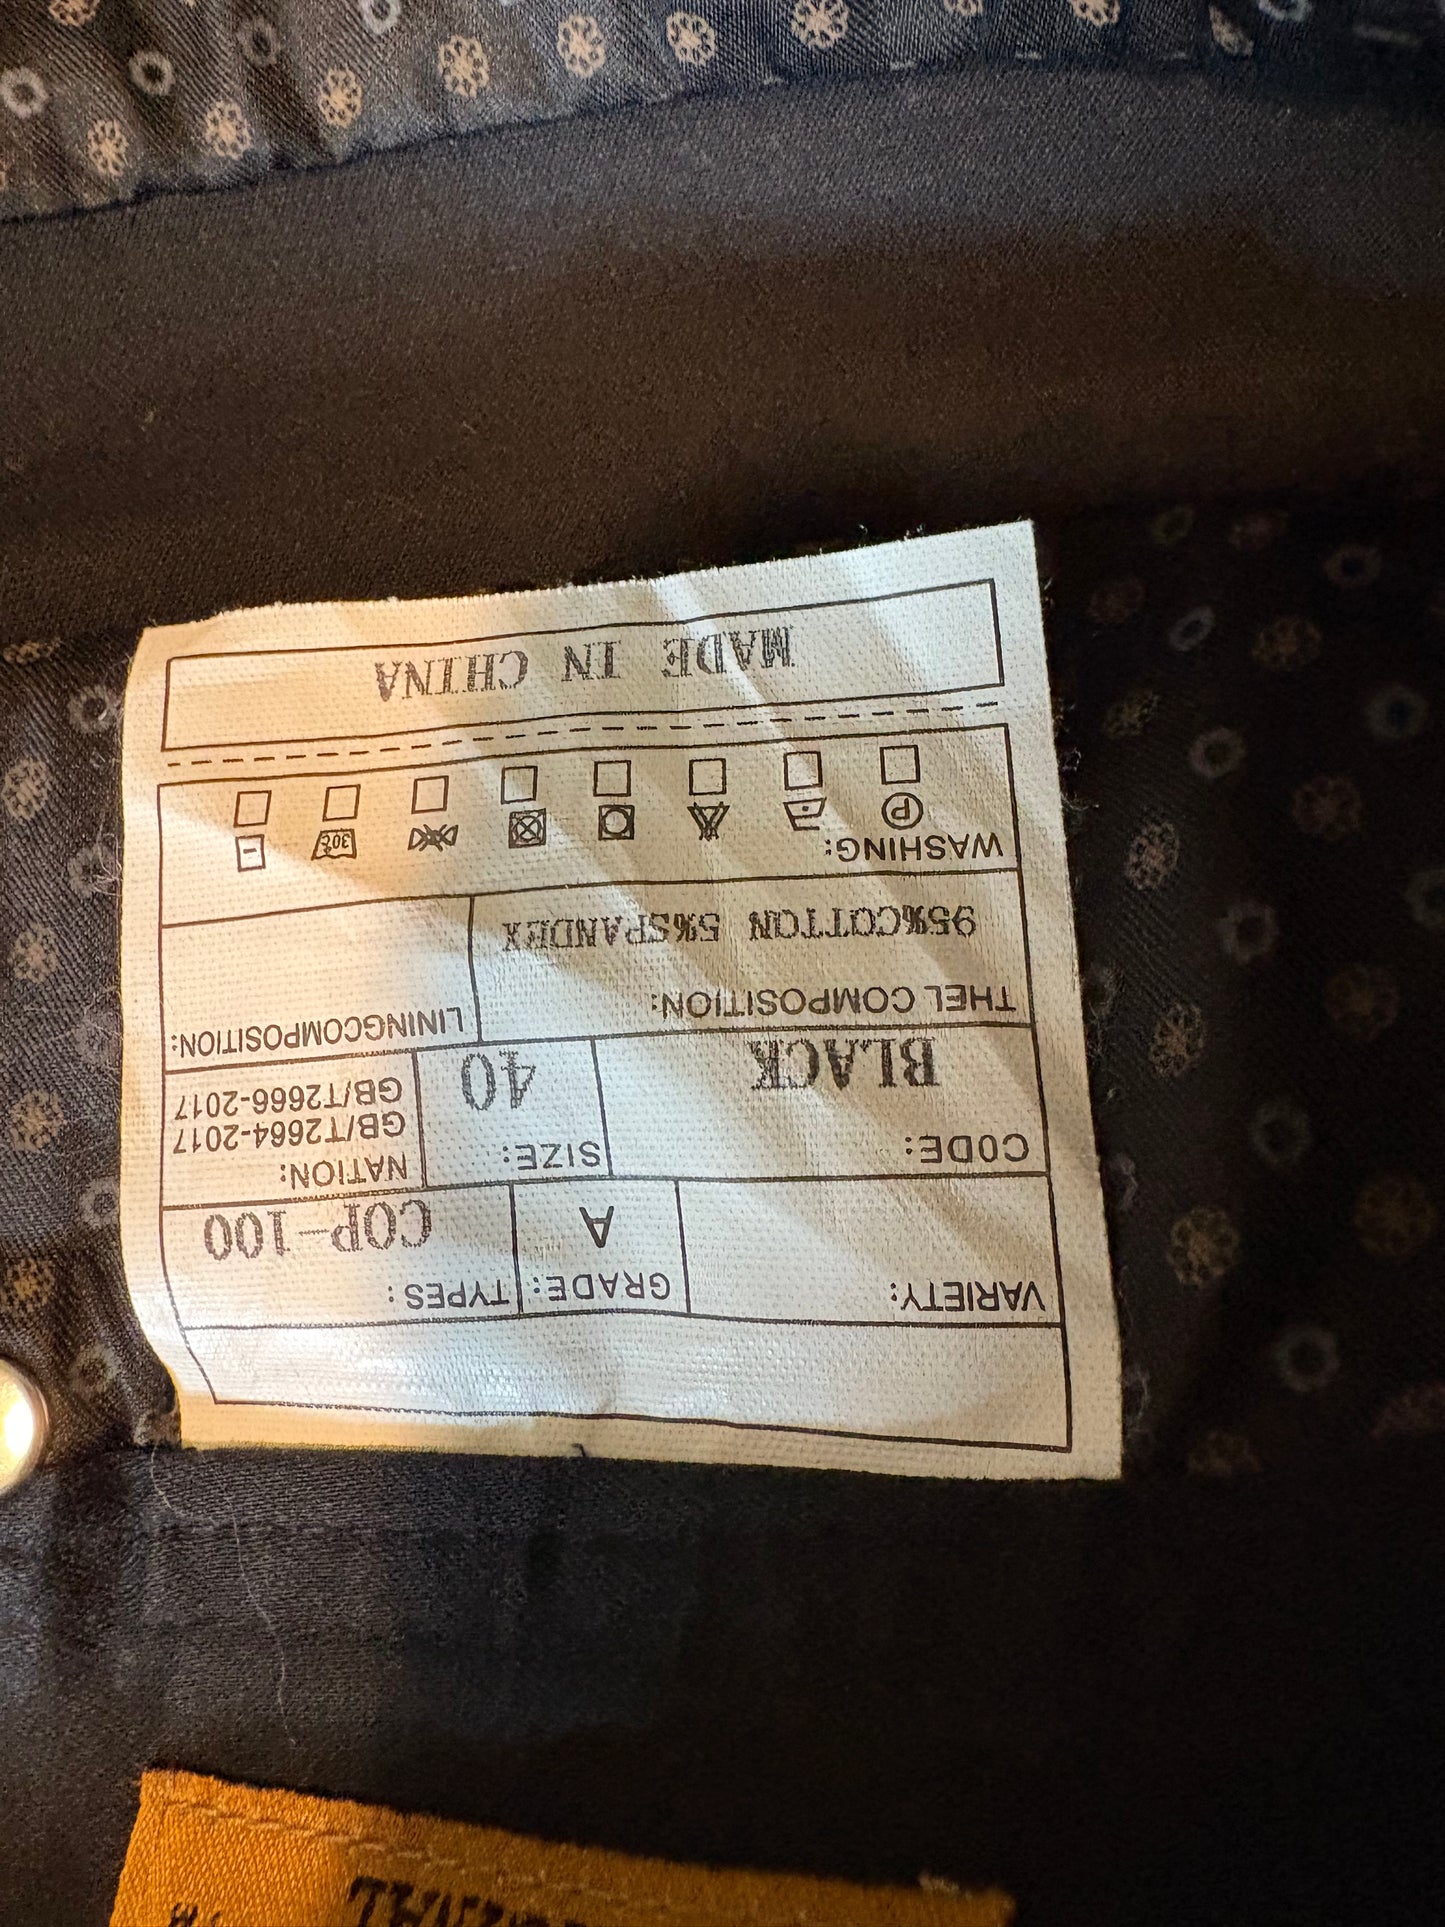 VARIETY:
GRADE:
A
TYPES:
COP-100
CODE:
BLACK
SIZE:
40
NATION:
GB/T2664-2017
GB/T2666-2017
THEL COMPOSITION:
95%COTTON 5%SPANDEX
LININGCOMPOSITION:
WASHING:
P
30℃
MADE IN CHINA